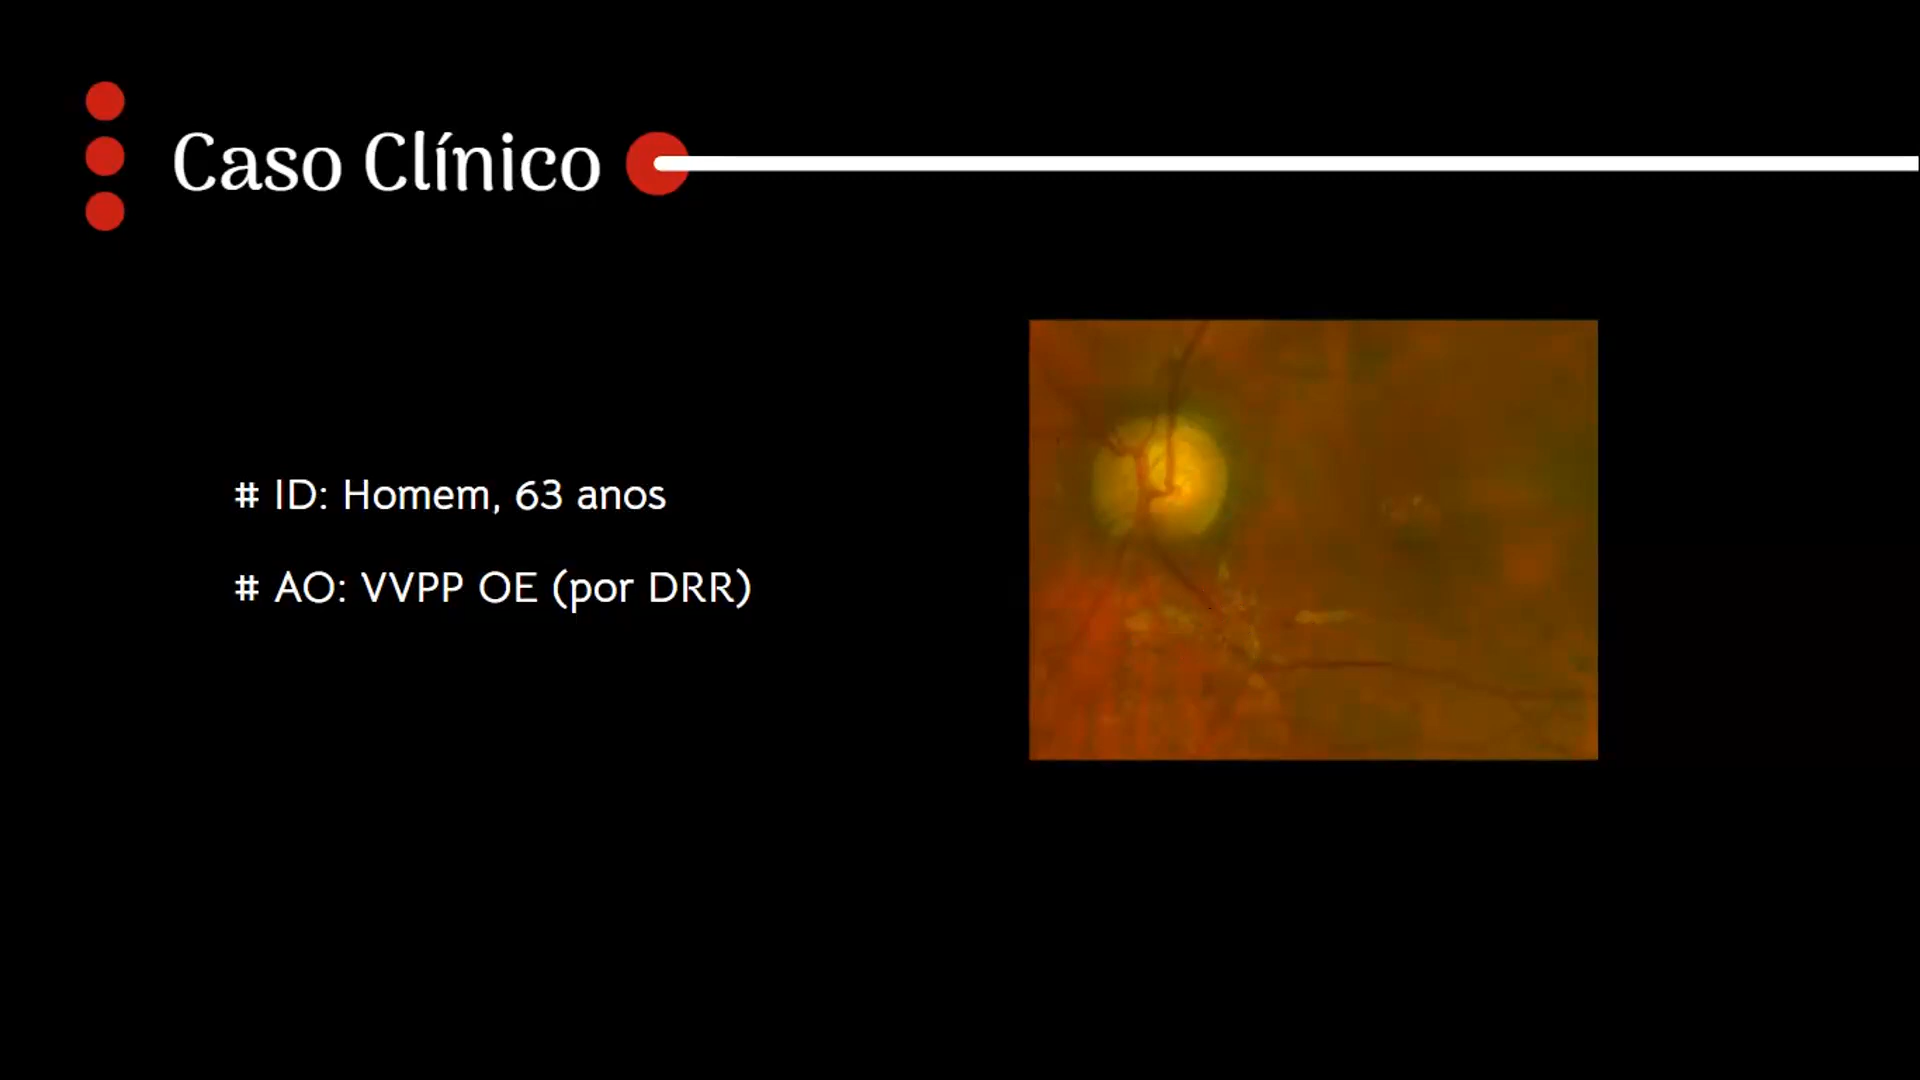 Caso Clínico
# ID: Homem, 63 anos
# AO: VVPP OE (por DRR)